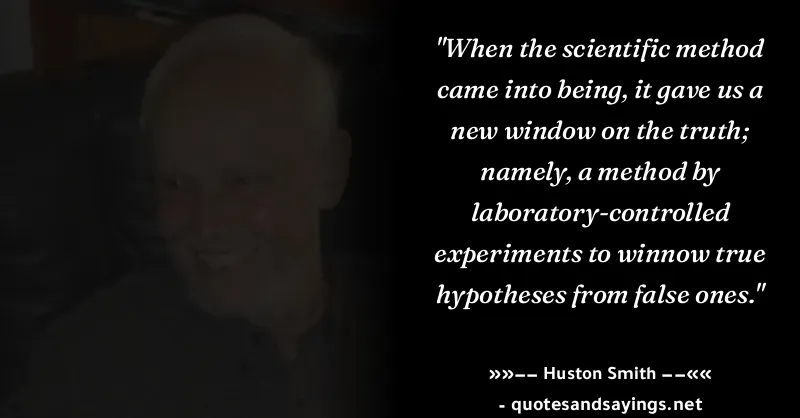 "When the scientific method
came into being, it gave us a
new window on the truth;
namely, a method by
laboratory-controlled
experiments to winnow true
hypotheses from false ones."
»»–– Huston Smith ––««
- quotesandsayings.net